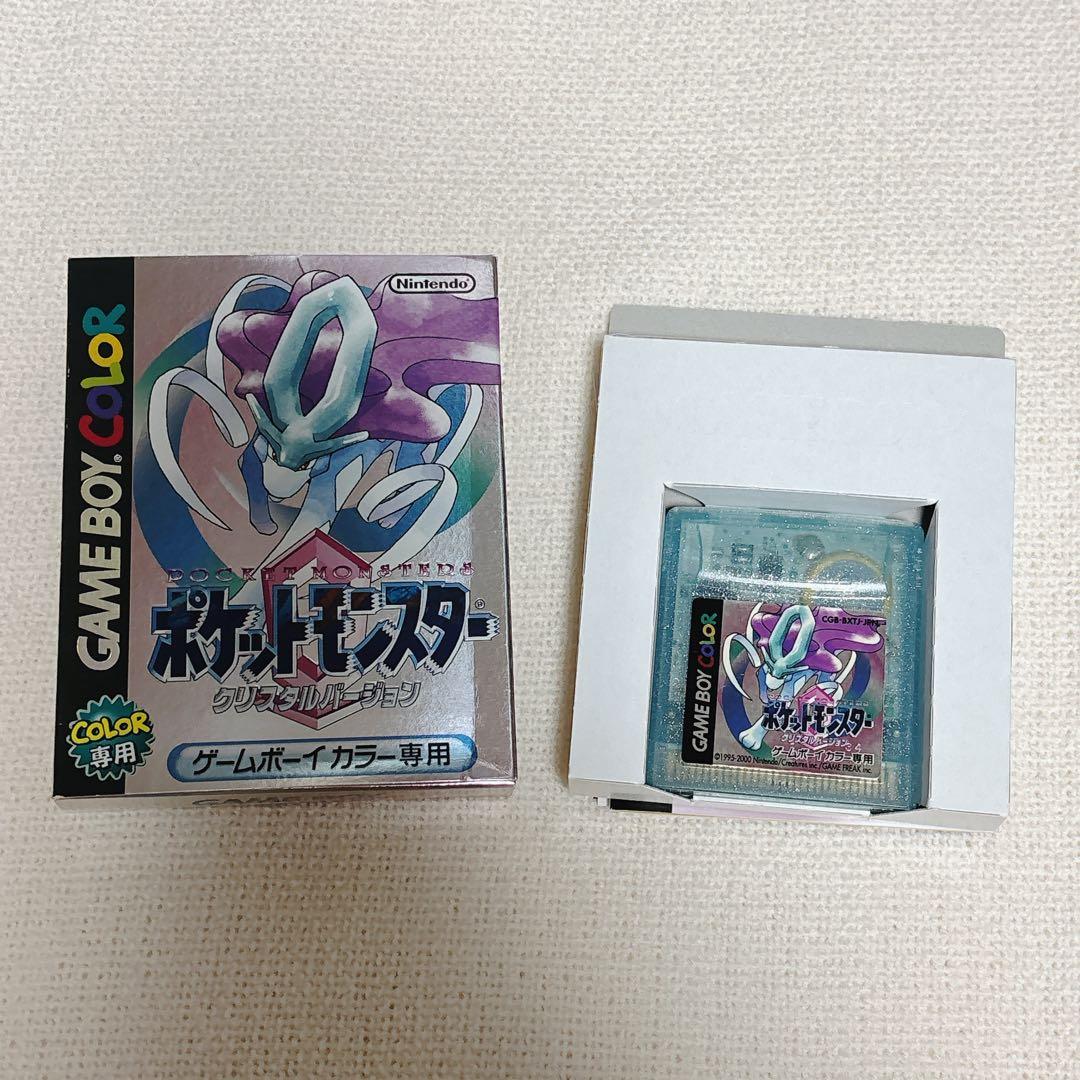 Nintendo
GAME BOY COLOR
POCKET MONSTERS
ポケットモンスター
クリスタルバージョン
COLOR
専用
ゲームボーイカラー専用
CGB-BXTJ-JPN
GAME BOY COLOR
ポケットモンスター
クリスタルバージョン
ゲームボーイカラー専用
©1995-2000 Nintendo/Creatures inc./GAME FREAK inc.